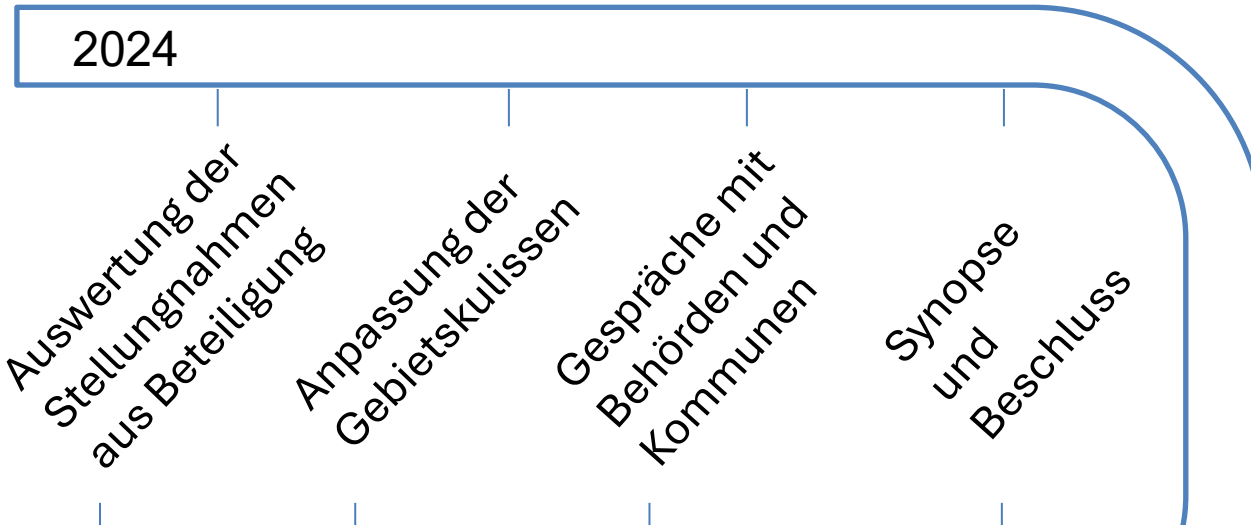 2024
Auswertung der
Stellungnahmen
aus Beteiligung
Anpassung der
Gebietskulissen
Gespräche mit
Behörden und
Kommunen
Synopse
und
Beschluss